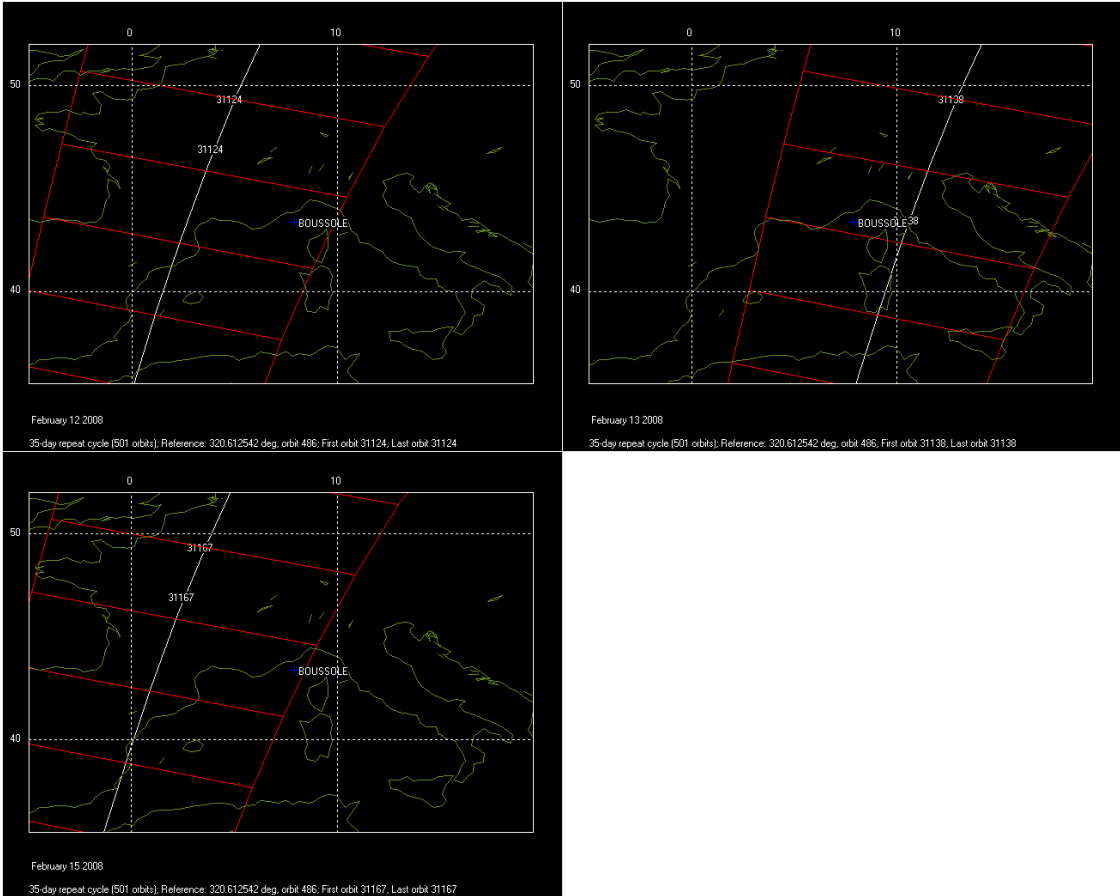 0 10
50
31124
31124
BOUSSOLE
40
February 12 2008
35-day repeat cycle (501 orbits); Reference: 320.612542 deg, orbit 486; First orbit 31124, Last orbit 31124
0 10
50
31138
BOUSSOLE 38
40
February 13 2008
35-day repeat cycle (501 orbits); Reference: 320.612542 deg, orbit 486; First orbit 31138, Last orbit 31138
0 10
50
31167
31167
BOUSSOLE
40
February 15 2008
35-day repeat cycle (501 orbits); Reference: 320.612542 deg, orbit 486; First orbit 31167, Last orbit 31167